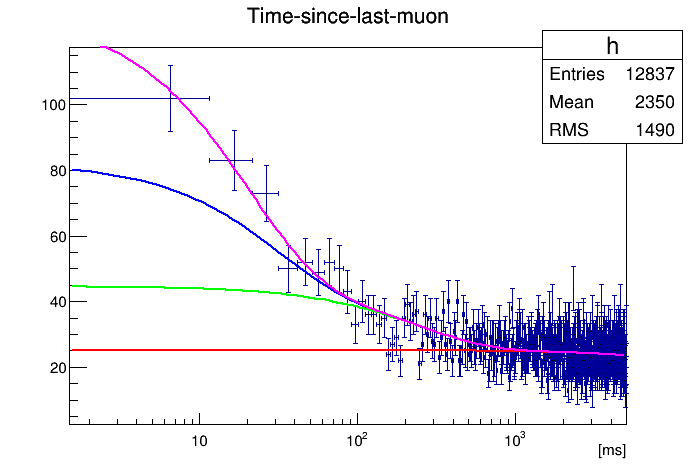 Time-since-last-muon
h
Entries 12837
Mean 2350
RMS 1490
100
80
60
40
20
10
10²
10³
[ms]